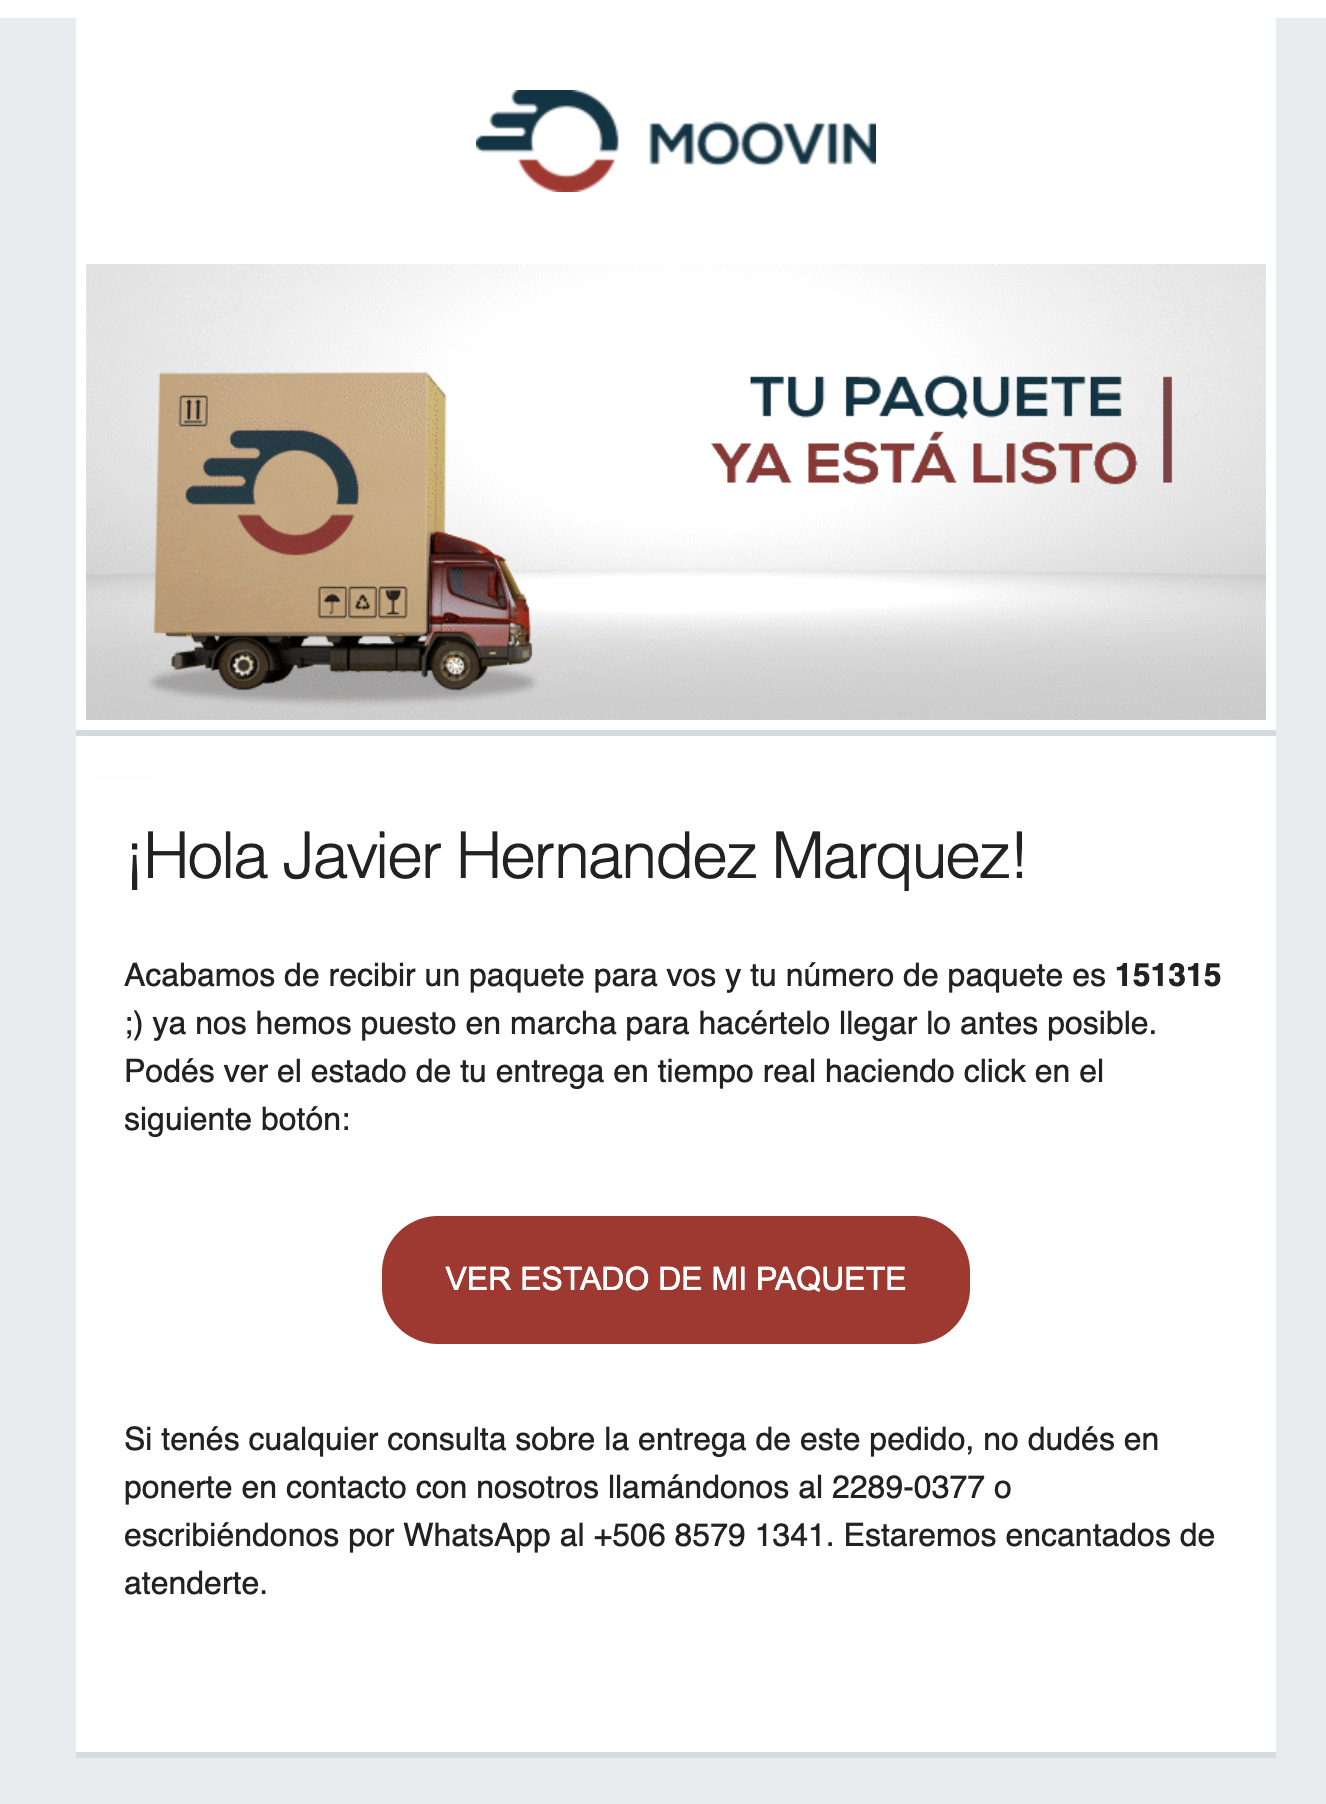 MOOVIN
TU PAQUETE
YA ESTÁ LISTO
¡Hola Javier Hernandez Marquez!
Acabamos de recibir un paquete para vos y tu número de paquete es 151315
;) ya nos hemos puesto en marcha para hacértelo llegar lo antes posible.
Podés ver el estado de tu entrega en tiempo real haciendo click en el
siguiente botón:
VER ESTADO DE MI PAQUETE
Si tenés cualquier consulta sobre la entrega de este pedido, no dudés en
ponerte en contacto con nosotros llamándonos al 2289-0377 o
escribiéndonos por WhatsApp al +506 8579 1341. Estaremos encantados de
atenderte.